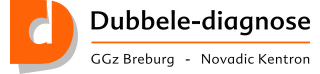 d
Dubbele-diagnose
GGz Breburg - Novadic Kentron